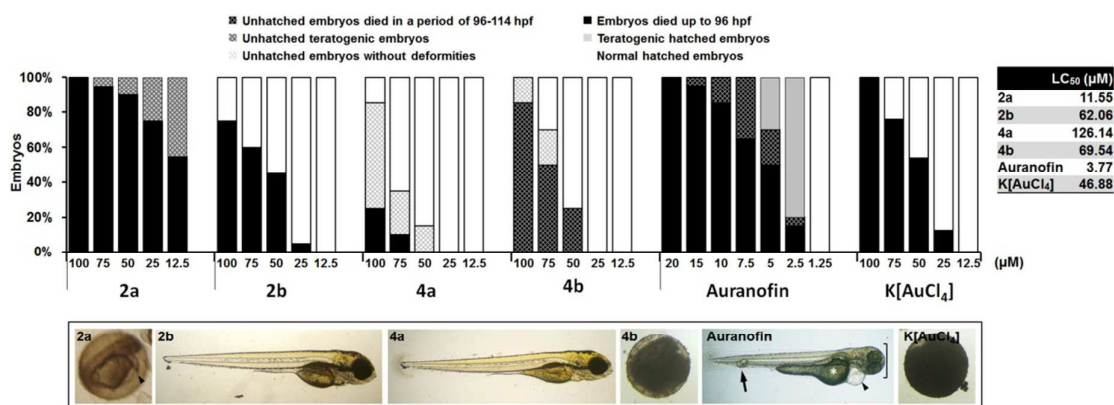 Unhatched embryos died in a period of 96-114 hpf
Embryos died up to 96 hpf
Unhatched teratogenic embryos
Teratogenic hatched embryos
Unhatched embryos without deformities
Normal hatched embryos
Embryos
100%
80%
60%
40%
20%
0%
100 75 50 25 12.5
100 75 50 25 12.5
100 75 50 25 12.5
100 75 50 25 12.5
20 15 10 7.5 5 2.5 1.25
100 75 50 25 12.5
(µM)
2a
2b
4a
4b
Auranofin
K[AuCl₄]
LC₅₀ (µM)
2a 11.55
2b 62.06
4a 126.14
4b 69.54
Auranofin 3.77
K[AuCl₄] 46.88
2a
2b
4a
4b
Auranofin
K[AuCl₄]
*